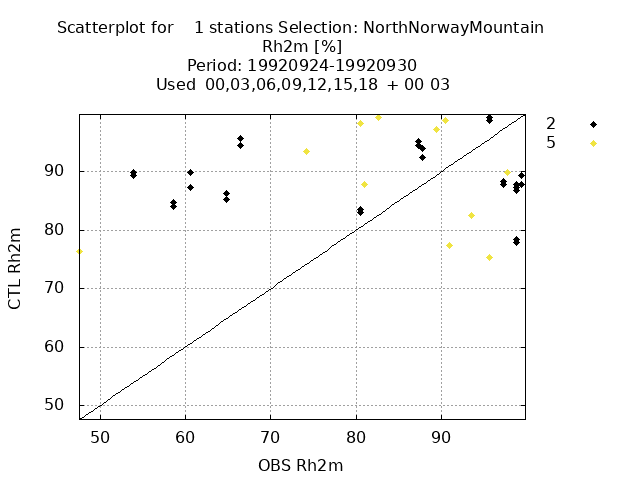 Scatterplot for 1 stations Selection: NorthNorwayMountain
Rh2m [%]
Period: 19920924-19920930
Used 00,03,06,09,12,15,18 + 00 03
2
5
90
80
70
60
50
CTL Rh2m
50 60 70 80 90
OBS Rh2m